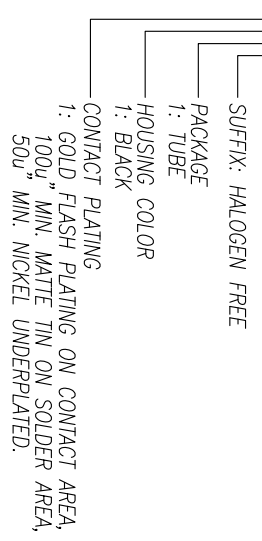 SUFFIX: HALOGEN FREE
PACKAGE
1: TUBE
HOUSING COLOR
1: BLACK
CONTACT PLATING
1: GOLD FLASH PLATING ON CONTACT AREA,
100u" MIN. MATTE TIN ON SOLDER AREA,
50u" MIN. NICKEL UNDERPLATED.